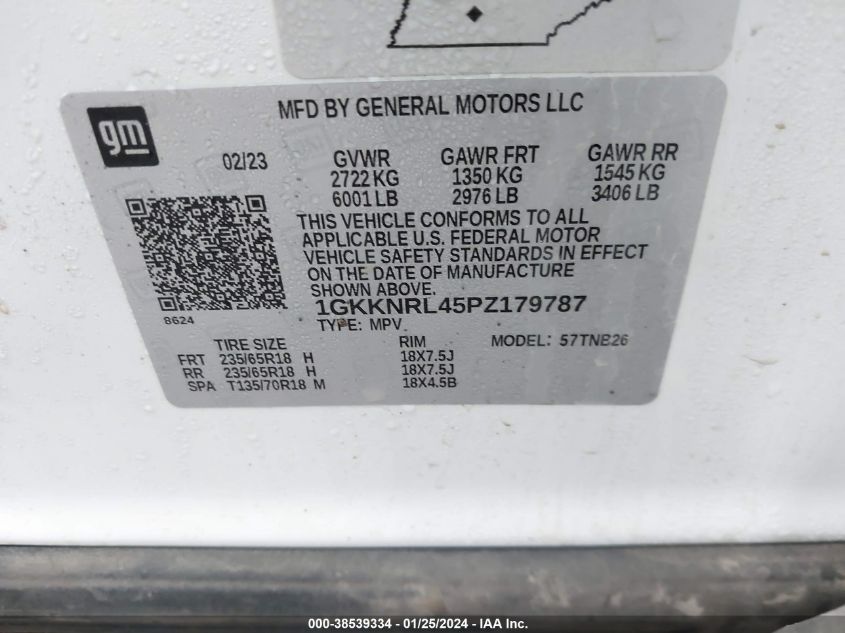 MFD BY GENERAL MOTORS LLC
gm
02/23 GVWR GAWR FRT GAWR RR
2722 KG 1350 KG 1545 KG
6001 LB 2976 LB 3406 LB
THIS VEHICLE CONFORMS TO ALL
APPLICABLE U.S. FEDERAL MOTOR
VEHICLE SAFETY STANDARDS IN EFFECT
ON THE DATE OF MANUFACTURE
SHOWN ABOVE.
1GKKNRL45PZ179787
8624
TYPE: MPV
TIRE SIZE RIM MODEL: 57TNB26
FRT 235/65R18 H 18X7.5J
RR 235/65R18 H 18X7.5J
SPA T135/70R18 M 18X4.5B
000-38539334 - 01/25/2024 - IAA Inc.